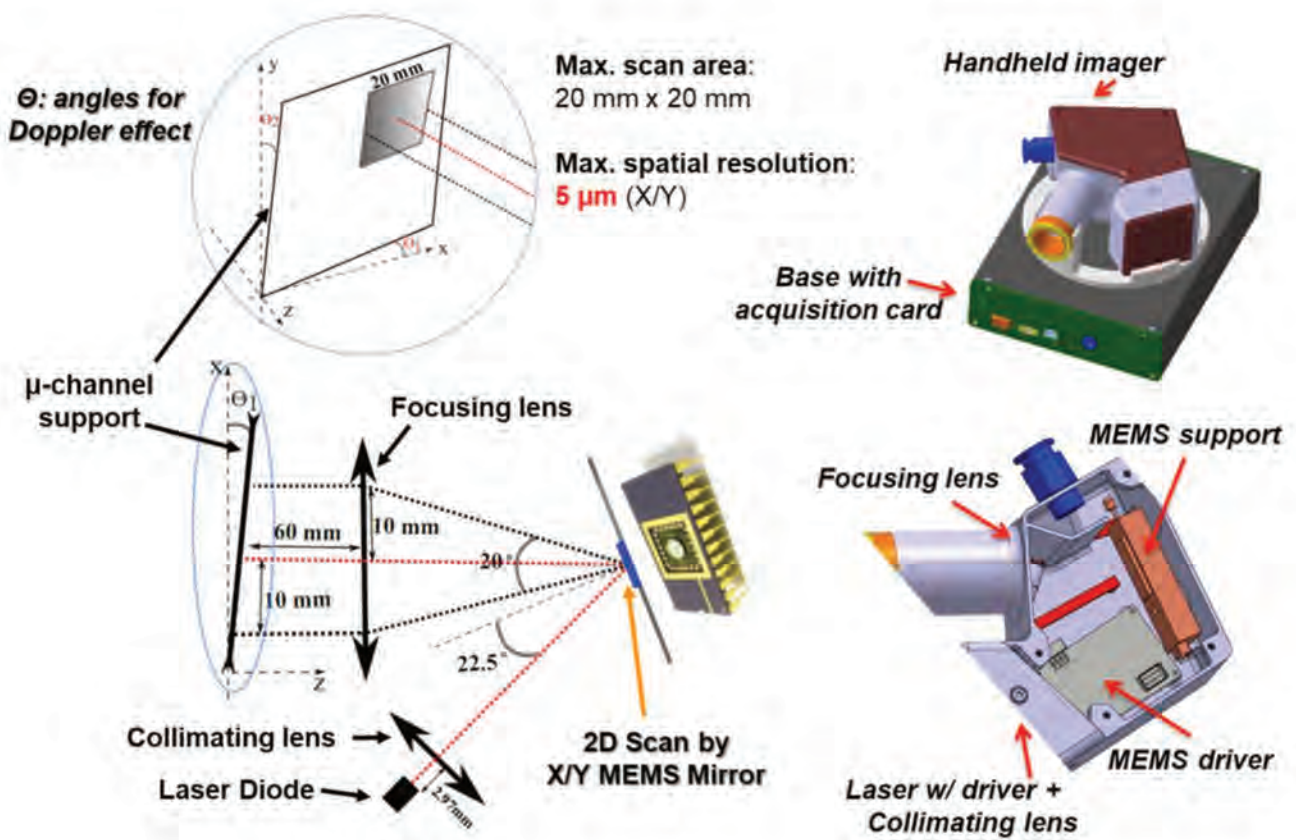 y
20 mm
Θ: angles for
Doppler effect
Θ2
Θ1
x
z
Max. scan area:
20 mm x 20 mm
Max. spatial resolution:
5 µm (X/Y)
Handheld imager
Base with
acquisition card
µ-channel
support
x
Θ1
Focusing lens
60 mm
10 mm
20°
10 mm
22.5°
z
Collimating lens
Laser Diode
2.97mm
2D Scan by
X/Y MEMS Mirror
MEMS support
Focusing lens
MEMS driver
Laser w/ driver +
Collimating lens